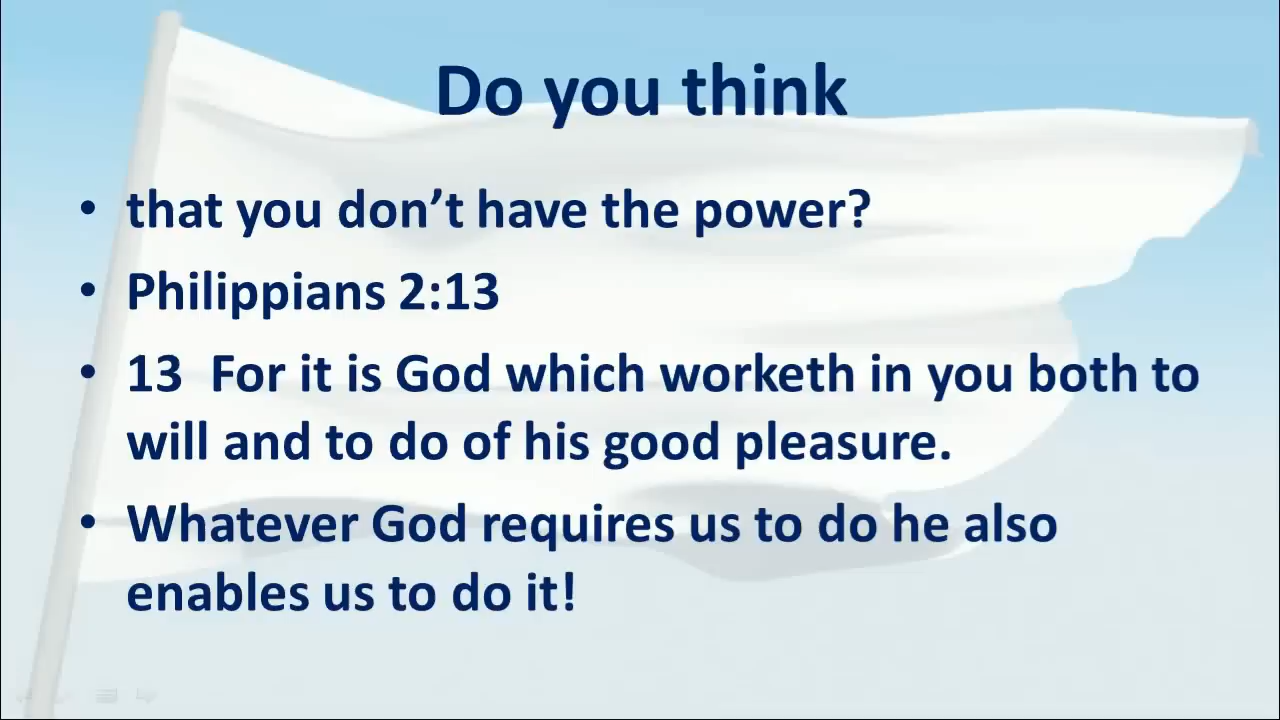 Do you think
• that you don’t have the power?
• Philippians 2:13
• 13  For it is God which worketh in you both to
will and to do of his good pleasure.
• Whatever God requires us to do he also
enables us to do it!